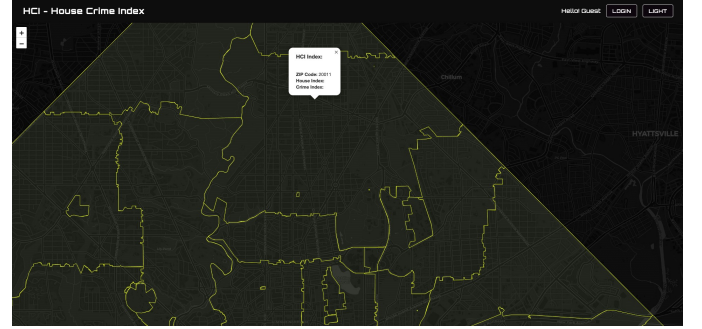 HCI - House Crime Index
Hello! Guest
LOGIN
LIGHT
+
−
HCI Index:
×
ZIP Code: 20011
House Index:
Crime Index:
Chillum
HYATTSVILLE